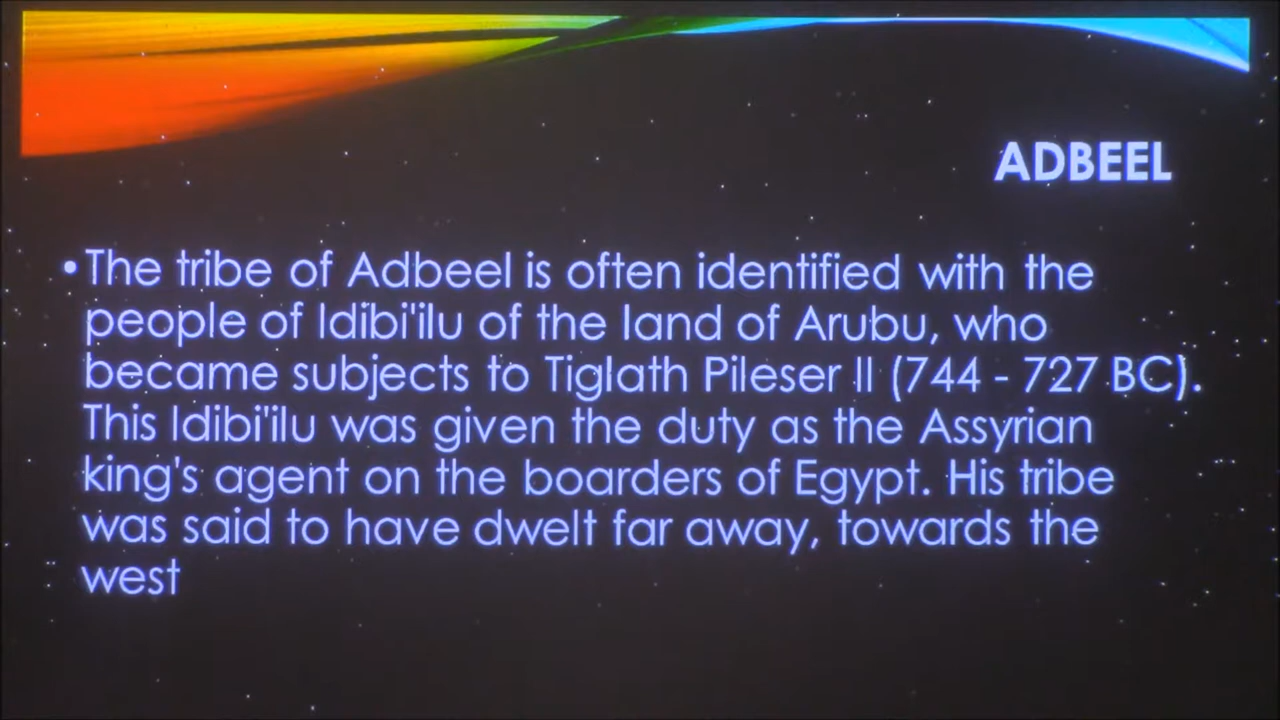 ADBEEL
•The tribe of Adbeel is often identified with the
people of Idibi'ilu of the land of Arubu, who
became subjects to Tiglath Pileser II (744 - 727 BC).
This Idibi'ilu was given the duty as the Assyrian
king's agent on the boarders of Egypt. His tribe
was said to have dwelt far away, towards the
west